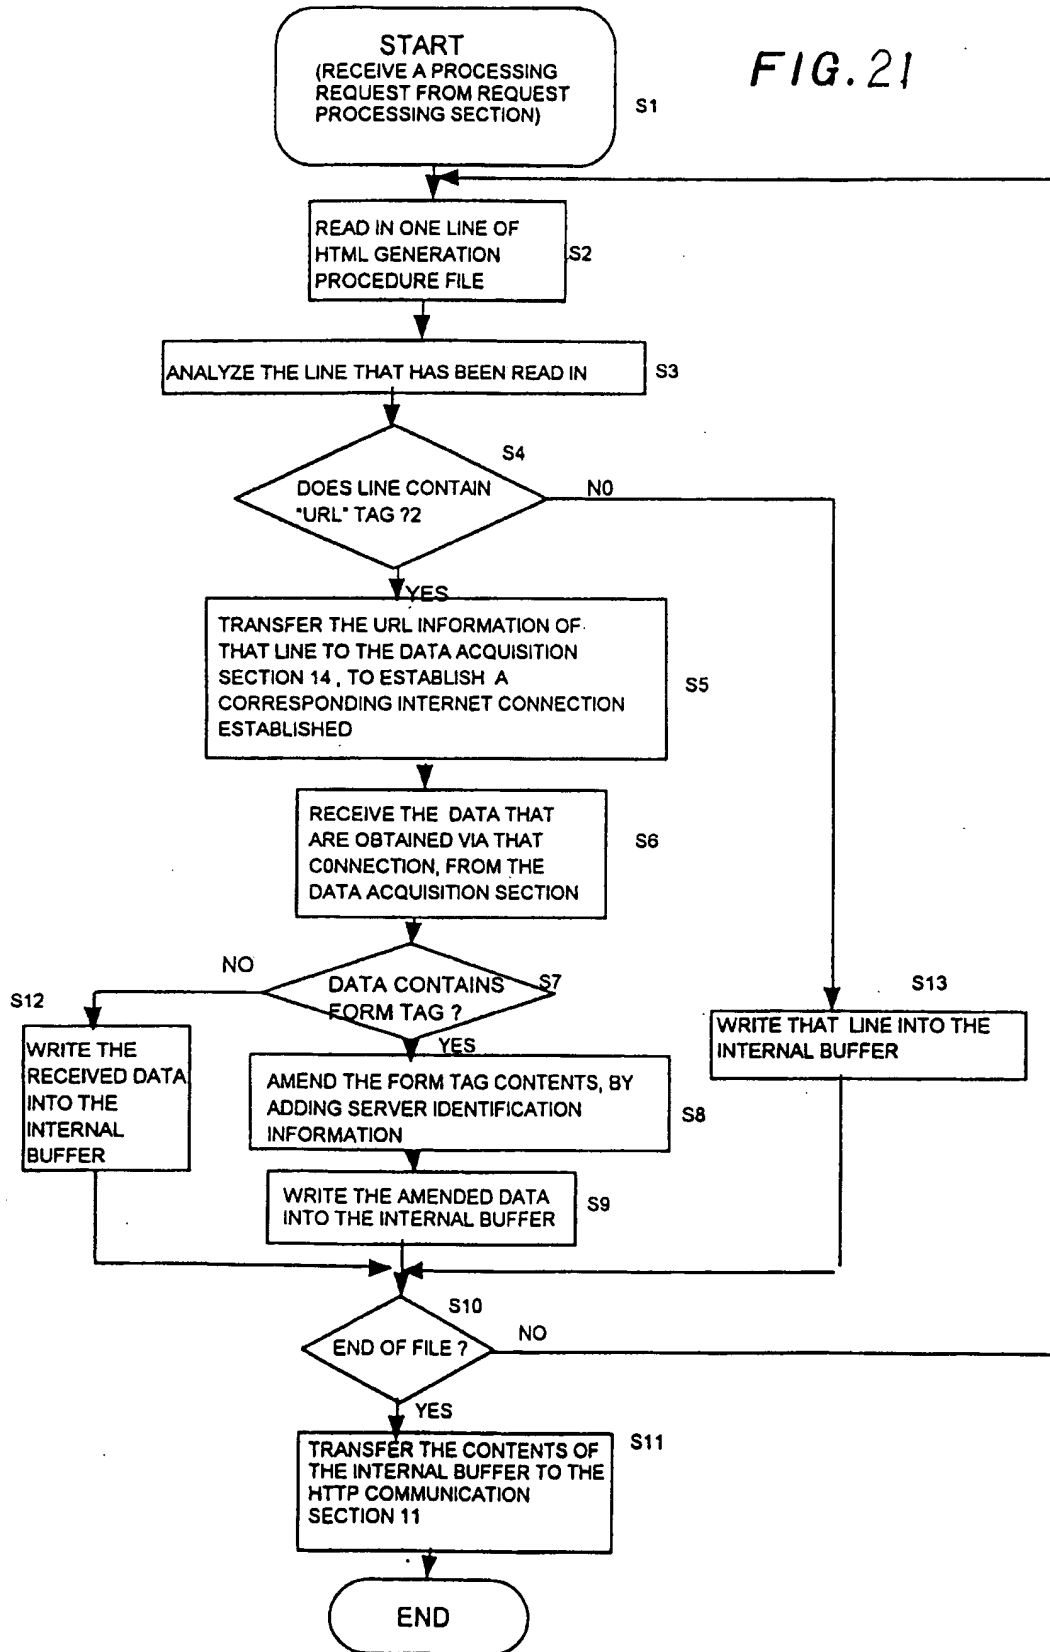 FIG. 21
START
(RECEIVE A PROCESSING
REQUEST FROM REQUEST
PROCESSING SECTION)
S1
READ IN ONE LINE OF
HTML GENERATION
PROCEDURE FILE
S2
ANALYZE THE LINE THAT HAS BEEN READ IN
S3
S4
DOES LINE CONTAIN
"URL" TAG ?2
NO
YES
TRANSFER THE URL INFORMATION OF
THAT LINE TO THE DATA ACQUISITION
SECTION 14 , TO ESTABLISH A
CORRESPONDING INTERNET CONNECTION
ESTABLISHED
S5
RECEIVE THE DATA THAT
ARE OBTAINED VIA THAT
CONNECTION, FROM THE
DATA ACQUISITION SECTION
S6
NO
DATA CONTAINS
FORM TAG ?
S7
YES
S12
WRITE THE
RECEIVED DATA
INTO THE
INTERNAL
BUFFER
AMEND THE FORM TAG CONTENTS, BY
ADDING SERVER IDENTIFICATION
INFORMATION
S8
S13
WRITE THAT LINE INTO THE
INTERNAL BUFFER
WRITE THE AMENDED DATA
INTO THE INTERNAL BUFFER
S9
S10
END OF FILE ?
NO
YES
TRANSFER THE CONTENTS OF
THE INTERNAL BUFFER TO THE
HTTP COMMUNICATION
SECTION 11
S11
END